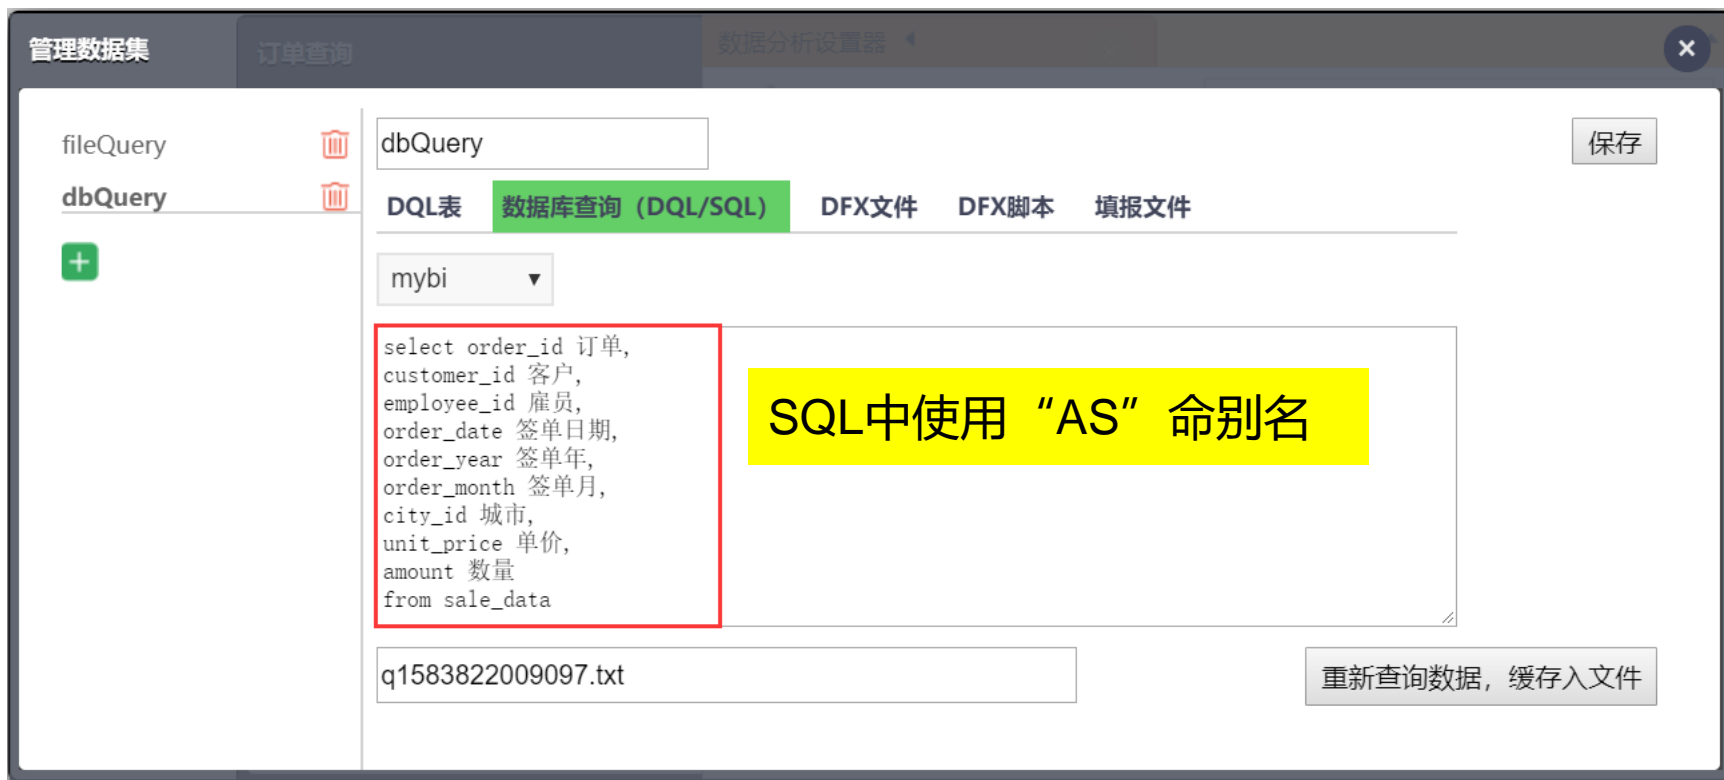 管理数据集
订单查询
数据分析设置器
fileQuery
dbQuery
dbQuery
保存
DQL表 数据库查询（DQL/SQL） DFX文件 DFX脚本 填报文件
mybi
select order_id 订单,
customer_id 客户,
employee_id 雇员,
order_date 签单日期,
order_year 签单年,
order_month 签单月,
city_id 城市,
unit_price 单价,
amount 数量
from sale_data
SQL中使用“AS”命别名
q1583822009097.txt
重新查询数据，缓存入文件